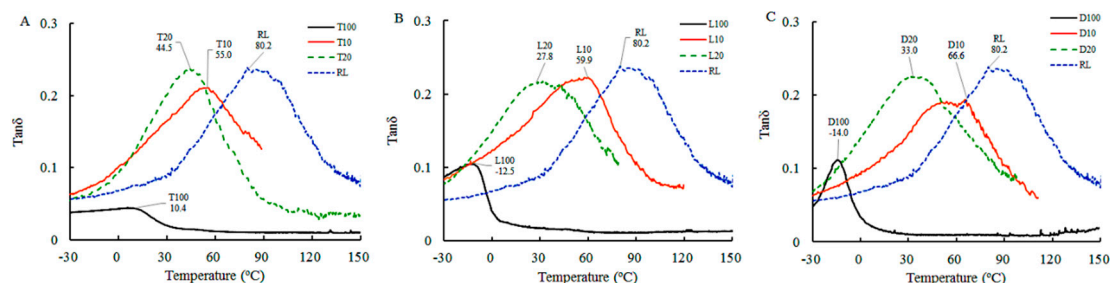 A
0.3
0.2
0.1
0
Tanδ
-30 0 30 60 90 120 150
Temperature (ºC)
T20
44.5
T10
55.0
RL
80.2
T100
10.4
T100
T10
T20
RL
B
0.3
0.2
0.1
0
Tanδ
-30 0 30 60 90 120 150
Temperature (ºC)
L20
27.8
L10
59.9
RL
80.2
L100
-12.5
L100
L10
L20
RL
C
0.3
0.2
0.1
0
Tanδ
-30 0 30 60 90 120 150
Temperature (ºC)
D20
33.0
D10
66.6
RL
80.2
D100
-14.0
D100
D10
D20
RL